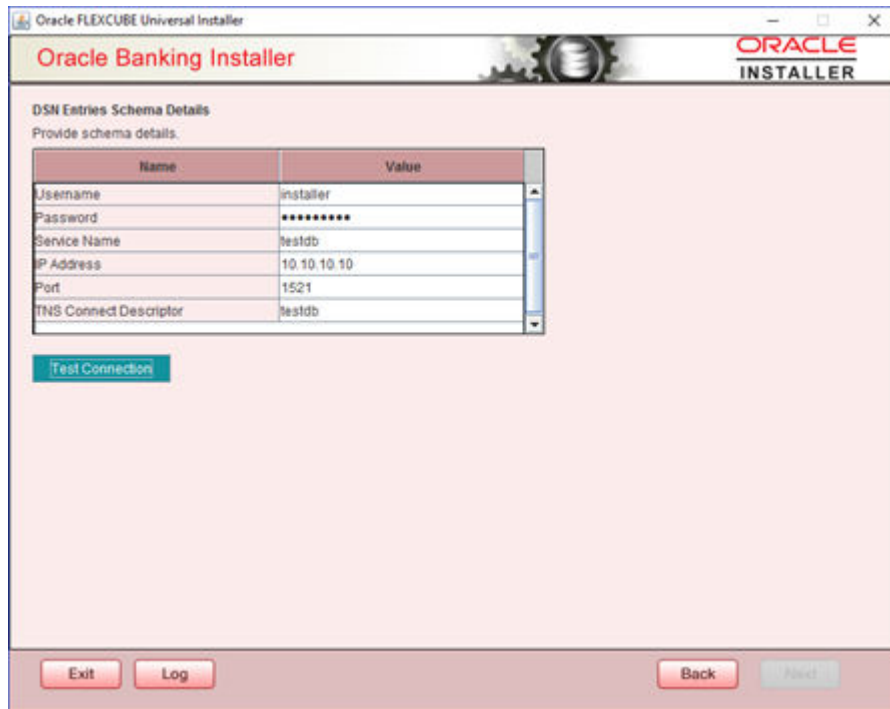 Oracle FLEXCUBE Universal Installer
Oracle Banking Installer
ORACLE
INSTALLER
DSN Entries Schema Details
Provide schema details.
Name Value
Username installer
Password •••••••••
Service Name testdb
IP Address 10.10.10.10
Port 1521
TNS Connect Descriptor testdb
Test Connection
Exit Log Back Next